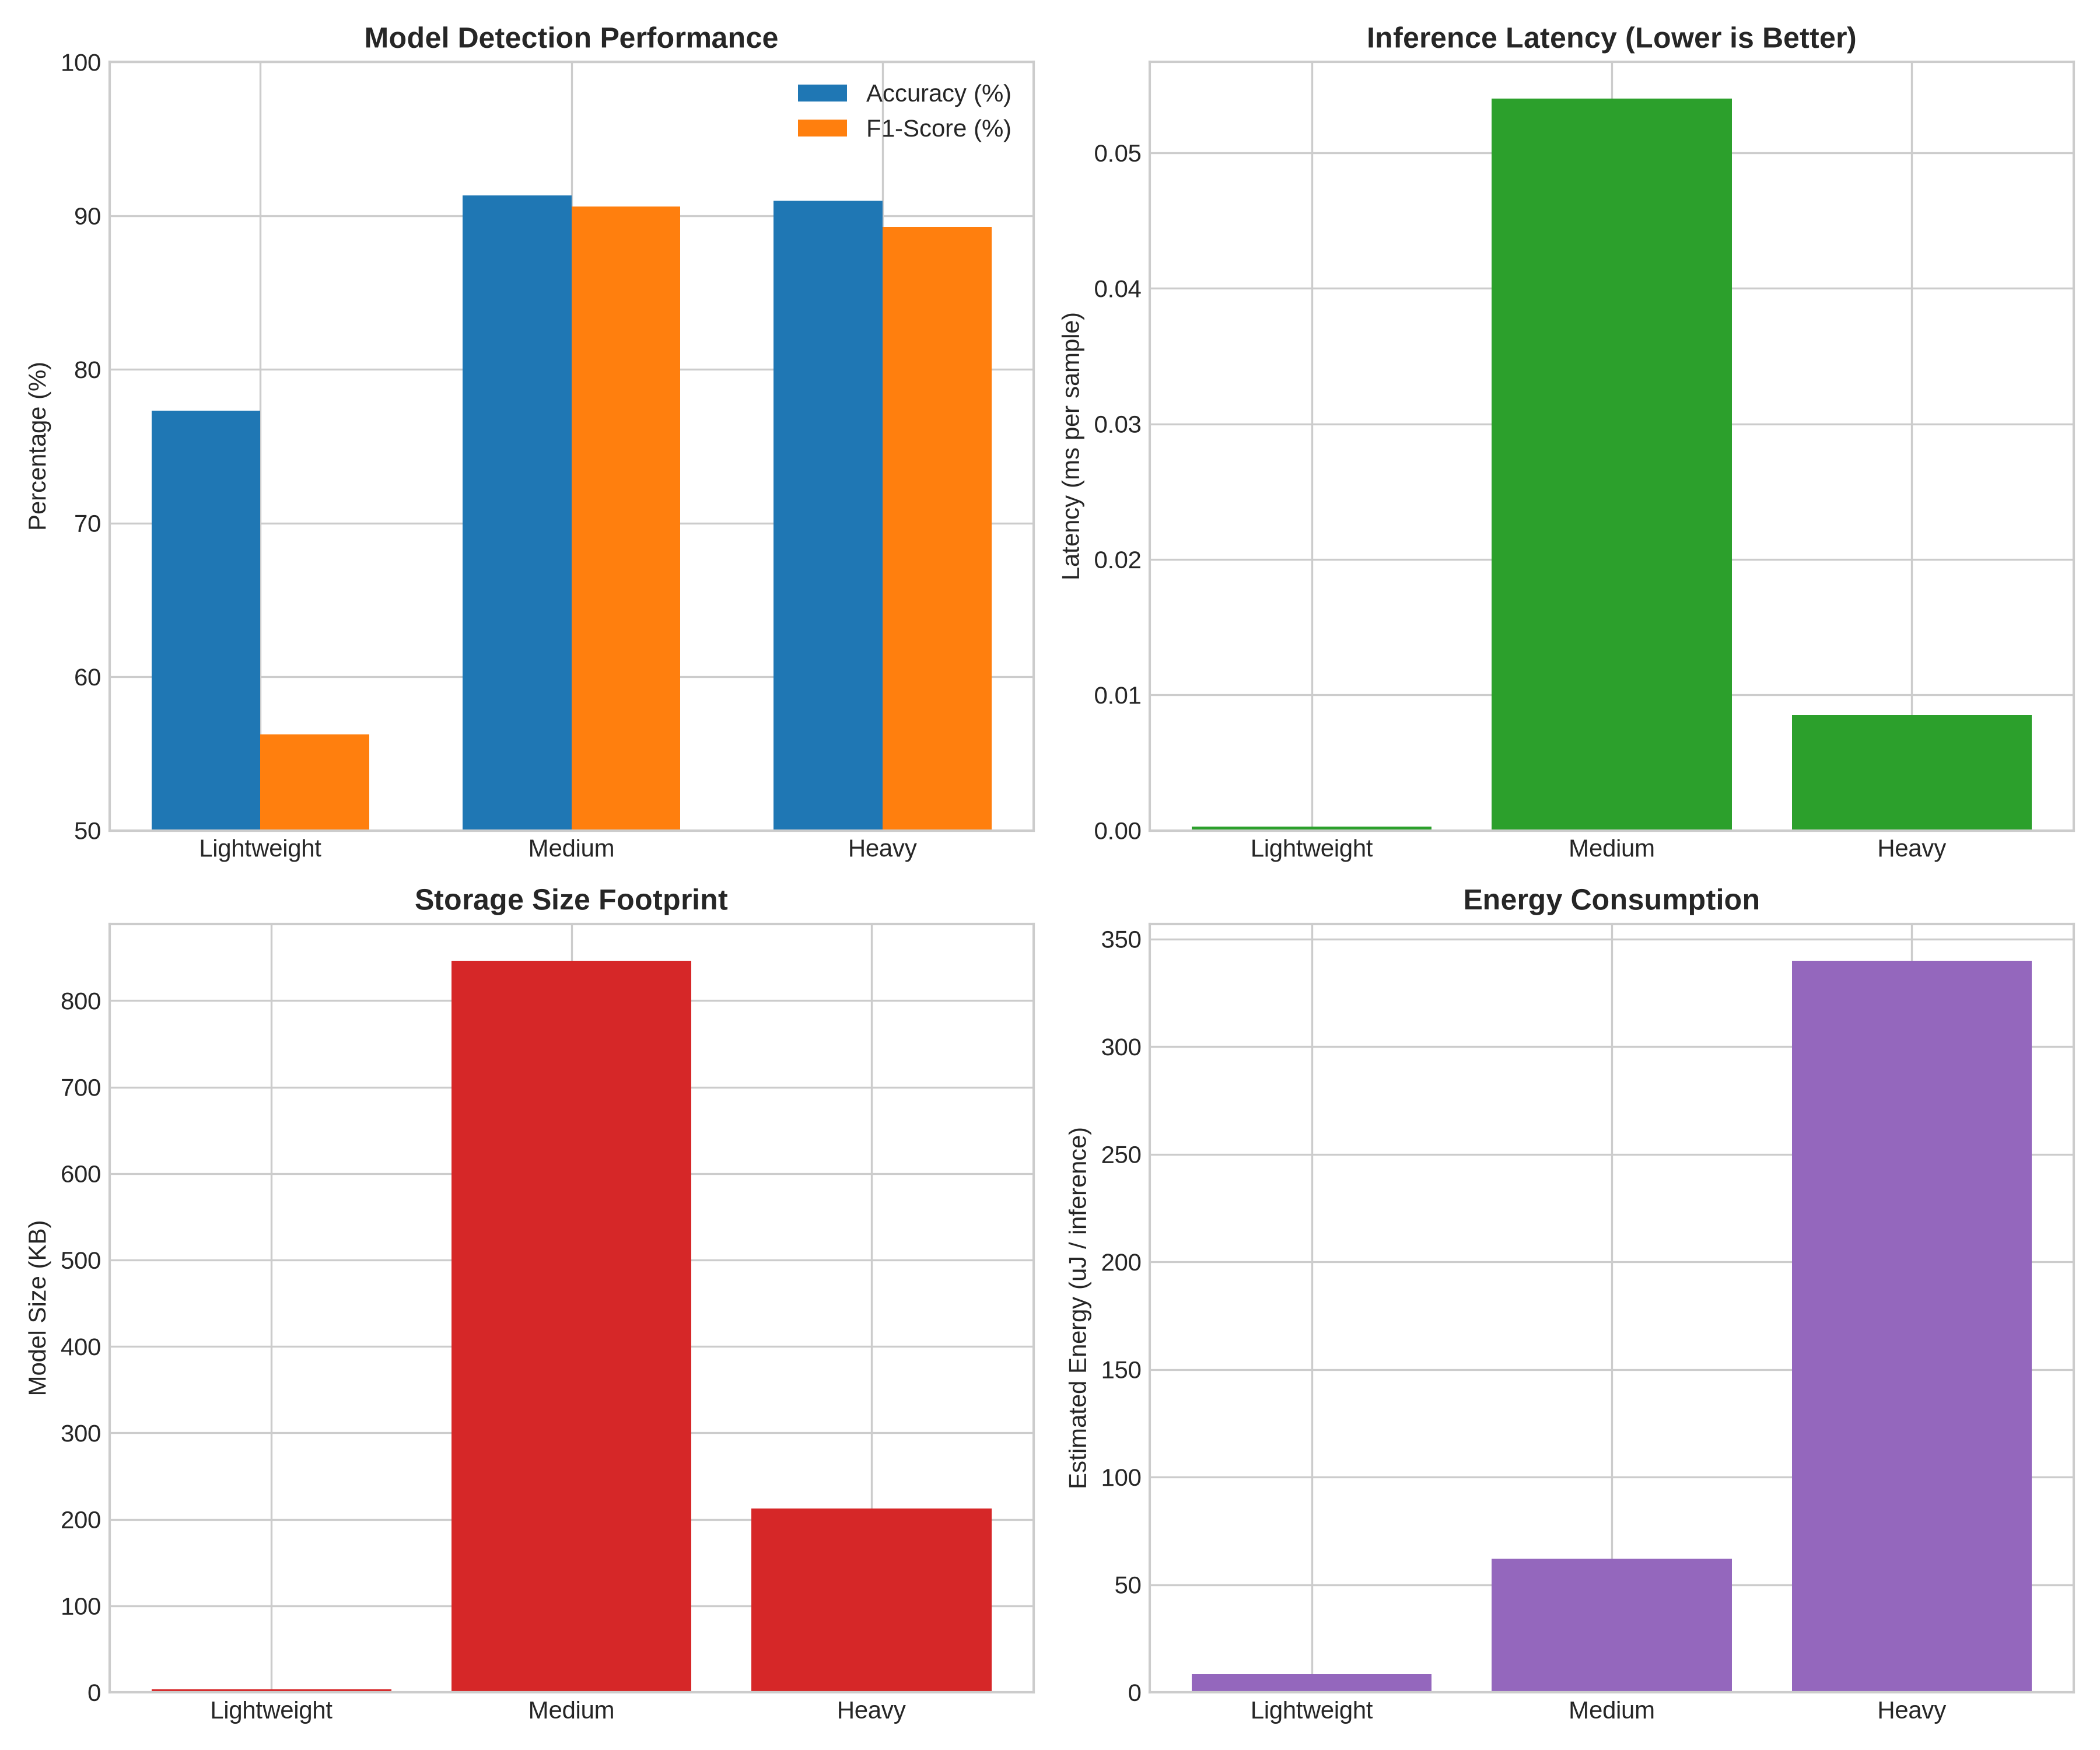 Model Detection Performance
100
90
80
70
60
50
Percentage (%)
Accuracy (%)
F1-Score (%)
Lightweight
Medium
Heavy
Inference Latency (Lower is Better)
0.05
0.04
0.03
0.02
0.01
0.00
Latency (ms per sample)
Lightweight
Medium
Heavy
Storage Size Footprint
800
700
600
500
400
300
200
100
0
Model Size (KB)
Lightweight
Medium
Heavy
Energy Consumption
350
300
250
200
150
100
50
0
Estimated Energy (uJ / inference)
Lightweight
Medium
Heavy